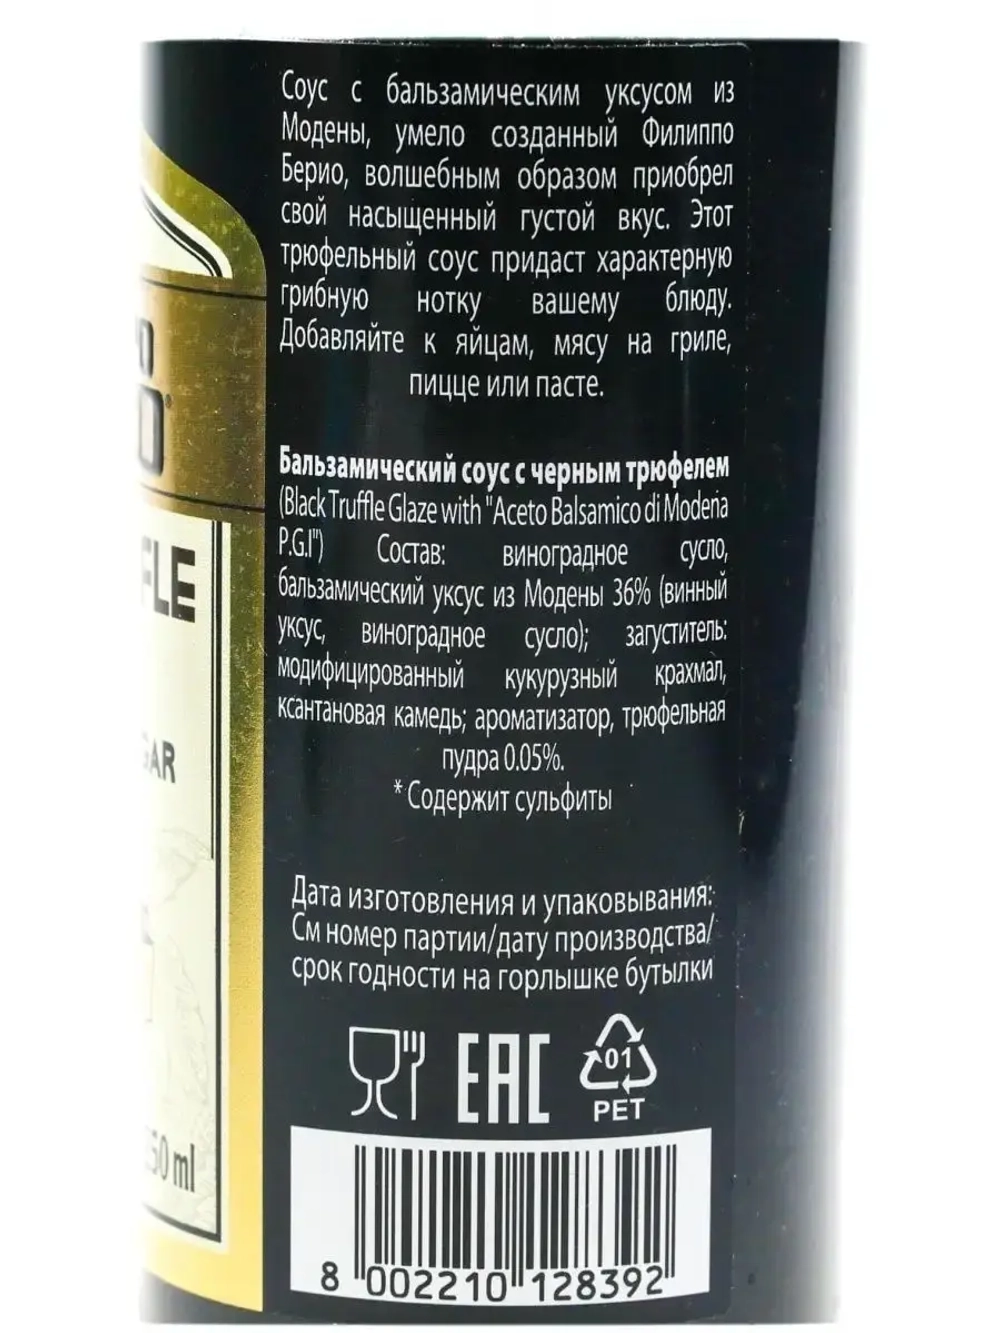 Соус с бальзамическим уксусом из
Модены, умело созданный Филиппо
Берио, волшебным образом приобрел
свой насыщенный густой вкус. Этот
трюфельный соус придаст характерную
грибную нотку вашему блюду.
Добавляйте к яйцам, мясу на гриле,
пицце или пасте.
Бальзамический соус с черным трюфелем
(Black Truffle Glaze with "Aceto Balsamico di Modena
P.G.I") Состав: виноградное сусло,
бальзамический уксус из Модены 36% (винный
уксус, виноградное сусло); загуститель:
модифицированный кукурузный крахмал,
ксантановая камедь; ароматизатор, трюфельная
пудра 0.05%.
* Содержит сульфиты
Дата изготовления и упаковывания:
См номер партии/дату производства/
срок годности на горлышке бутылки
EAC
01
PET
8 002210 128392
FLE
GAR
50 ml